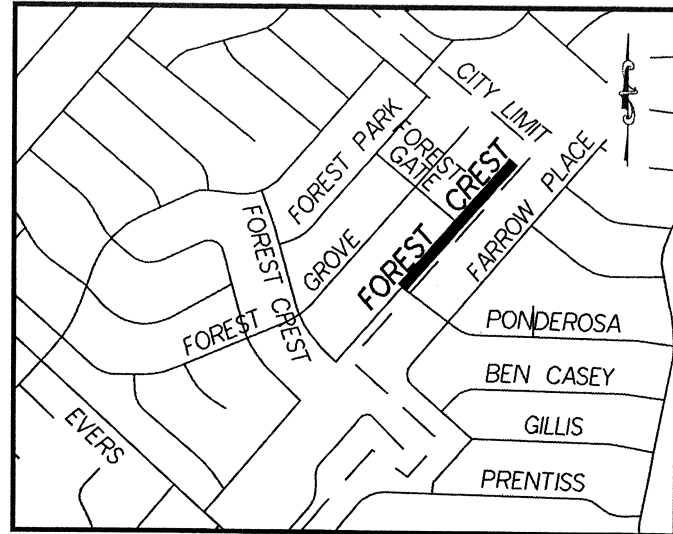 CITY LIMIT
FOREST PARK
FOREST
GATE
FOREST CREST
FARROW PLACE
FOREST CREST
FOREST GROVE
PONDEROSA
BEN CASEY
GILLIS
PRENTISS
EVERS